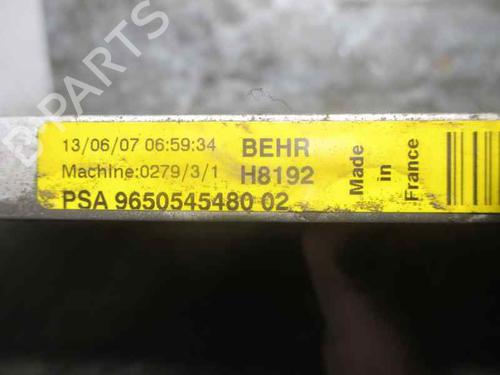 13/06/07 06:59:34 BEHR
Machine:0279/3/1 H8192
PSA 9650545480 02
Made
in
France
B-PARTS